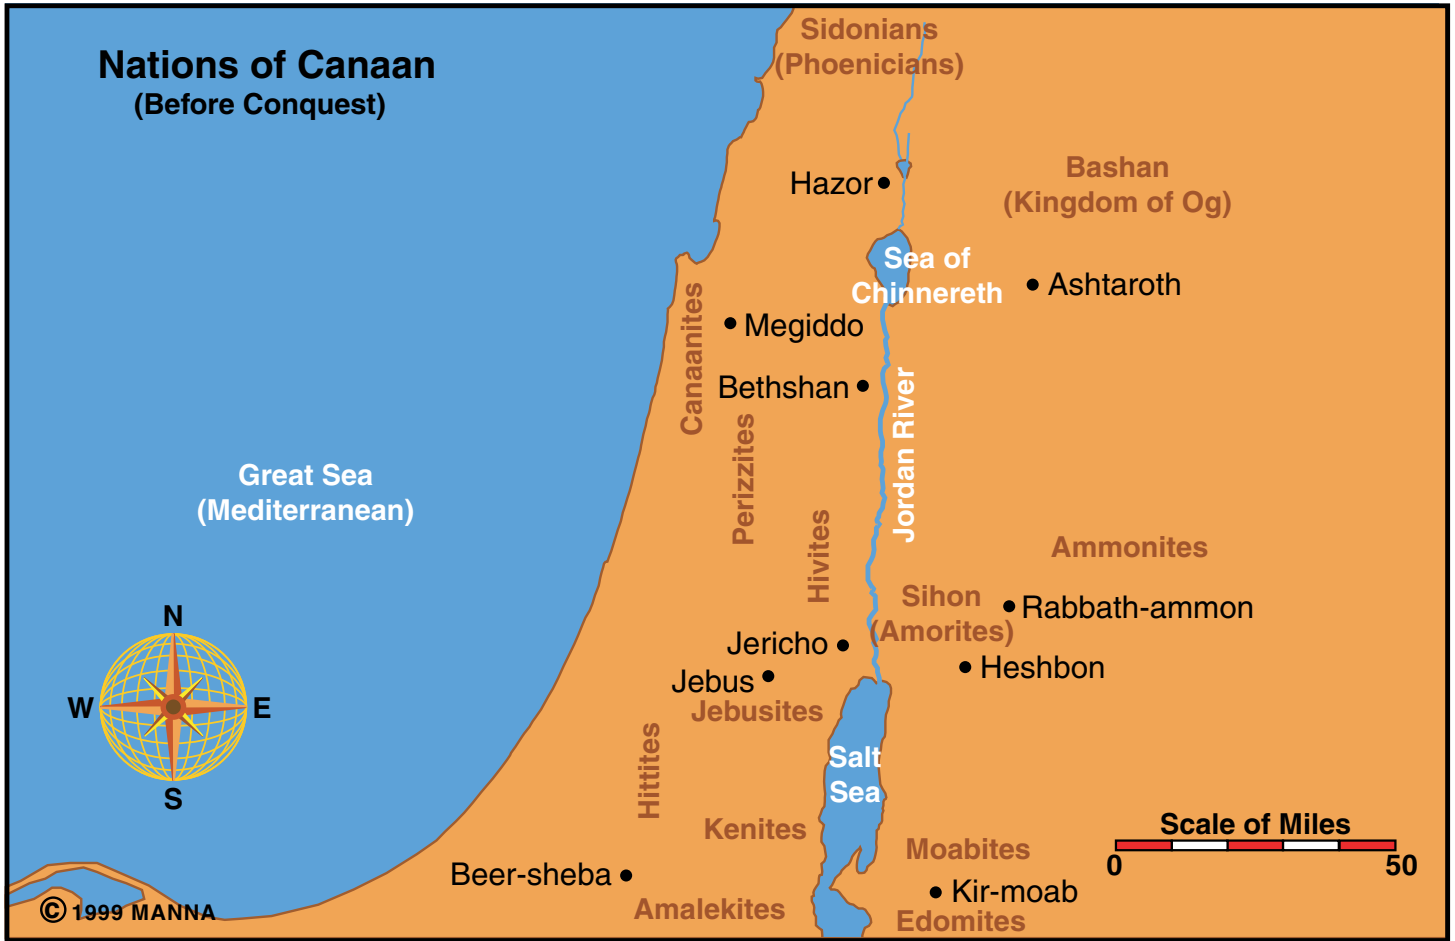 Nations of Canaan
(Before Conquest)
Sidonians
(Phoenicians)
Hazor
Bashan
(Kingdom of Og)
Sea of
Chinnereth
Ashtaroth
Canaanites
Megiddo
Bethshan
Jordan River
Perizzites
Great Sea
(Mediterranean)
Hivites
Ammonites
Sihon
(Amorites)
Rabbath-ammon
Jericho
Heshbon
Jebus
Jebusites
N
W
E
S
Hittites
Salt
Sea
Kenites
Scale of Miles
0
50
Moabites
Beer-sheba
Kir-moab
Amalekites
Edomites
© 1999 MANNA